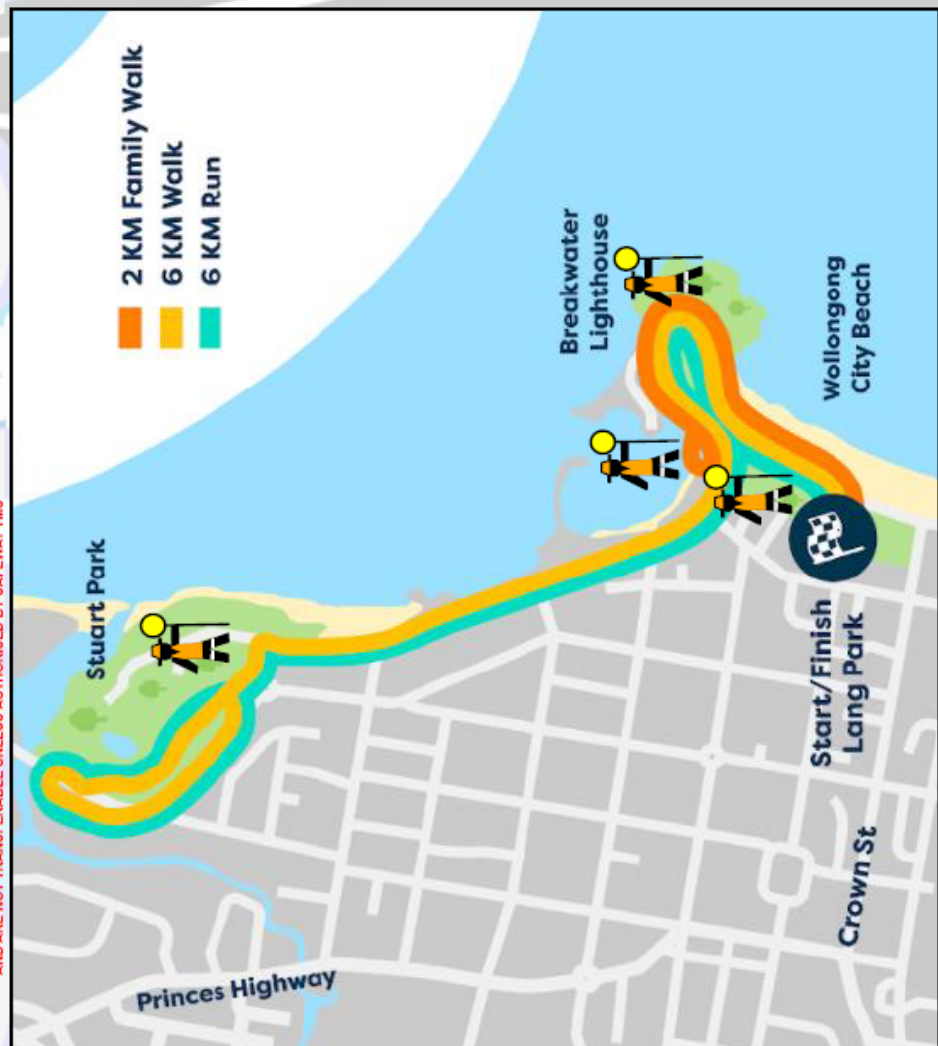 2 KM Family Walk
6 KM Walk
6 KM Run
Stuart Park
Breakwater
Lighthouse
Wollongong
City Beach
Start/Finish
Lang Park
Crown St
Princes Highway